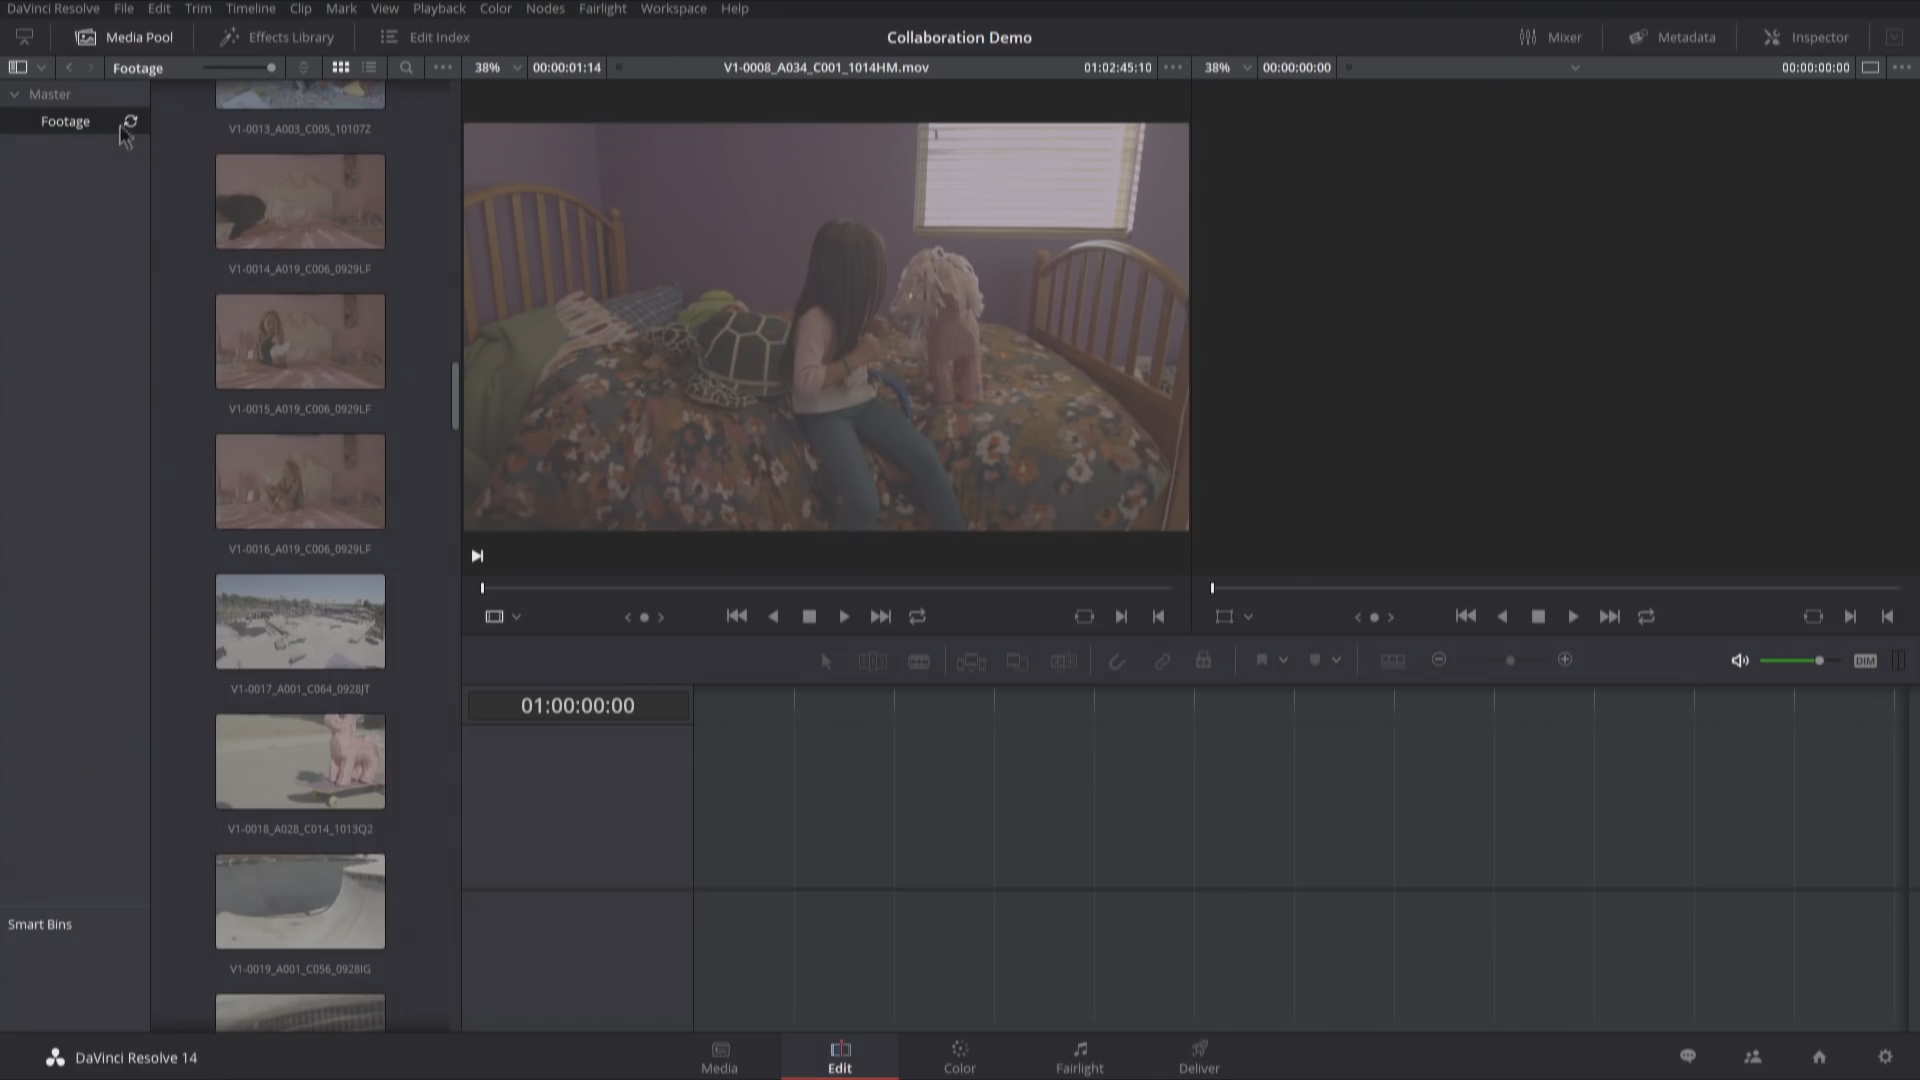 DaVinci Resolve File Edit Trim Timeline Clip Mark View Playback Color Nodes Fairlight Workspace Help
Media Pool Effects Library Edit Index Collaboration Demo Mixer Metadata Inspector
Footage 38% 00:00:01:14 V1-0008_A034_C001_1014HM.mov 01:02:45:10 38% 00:00:00:00 00:00:00:00
Master
Footage
V1-0013_A003_C005_10107Z
V1-0014_A019_C006_0929LF
V1-0015_A019_C006_0929LF
V1-0016_A019_C006_0929LF
DIM
V1-0017_A001_C064_0928JT
01:00:00:00
V1-0018_A028_C014_1013Q2
Smart Bins
V1-0019_A001_C056_0928IG
DaVinci Resolve 14
Media Edit Color Fairlight Deliver